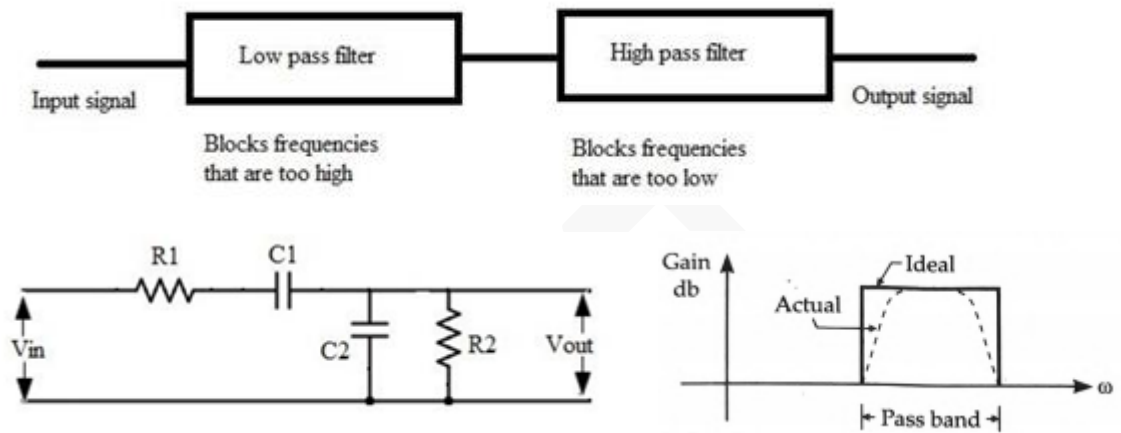 Low pass filter
High pass filter
Input signal
Output signal
Blocks frequencies
that are too high
Blocks frequencies
that are too low
R1
C1
Vin
C2
R2
Vout
Gain
db
Ideal
Actual
ω
Pass band